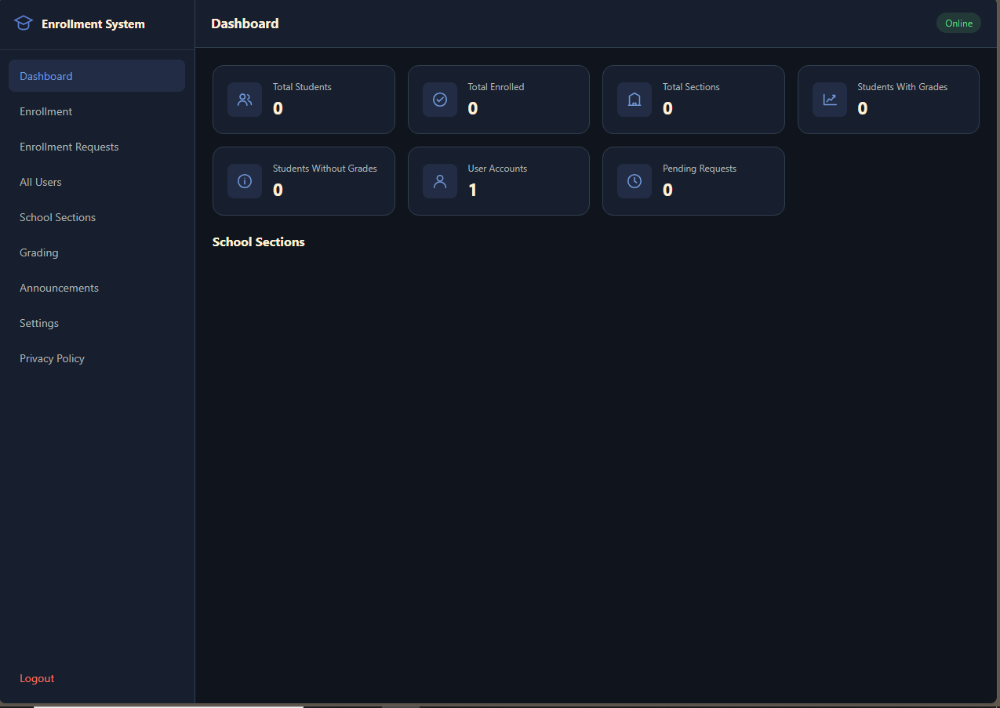 Enrollment System
Dashboard
Online
Dashboard
Enrollment
Enrollment Requests
All Users
School Sections
Grading
Announcements
Settings
Privacy Policy
Logout
Total Students
0
Total Enrolled
0
Total Sections
0
Students With Grades
0
Students Without Grades
0
User Accounts
1
Pending Requests
0
School Sections